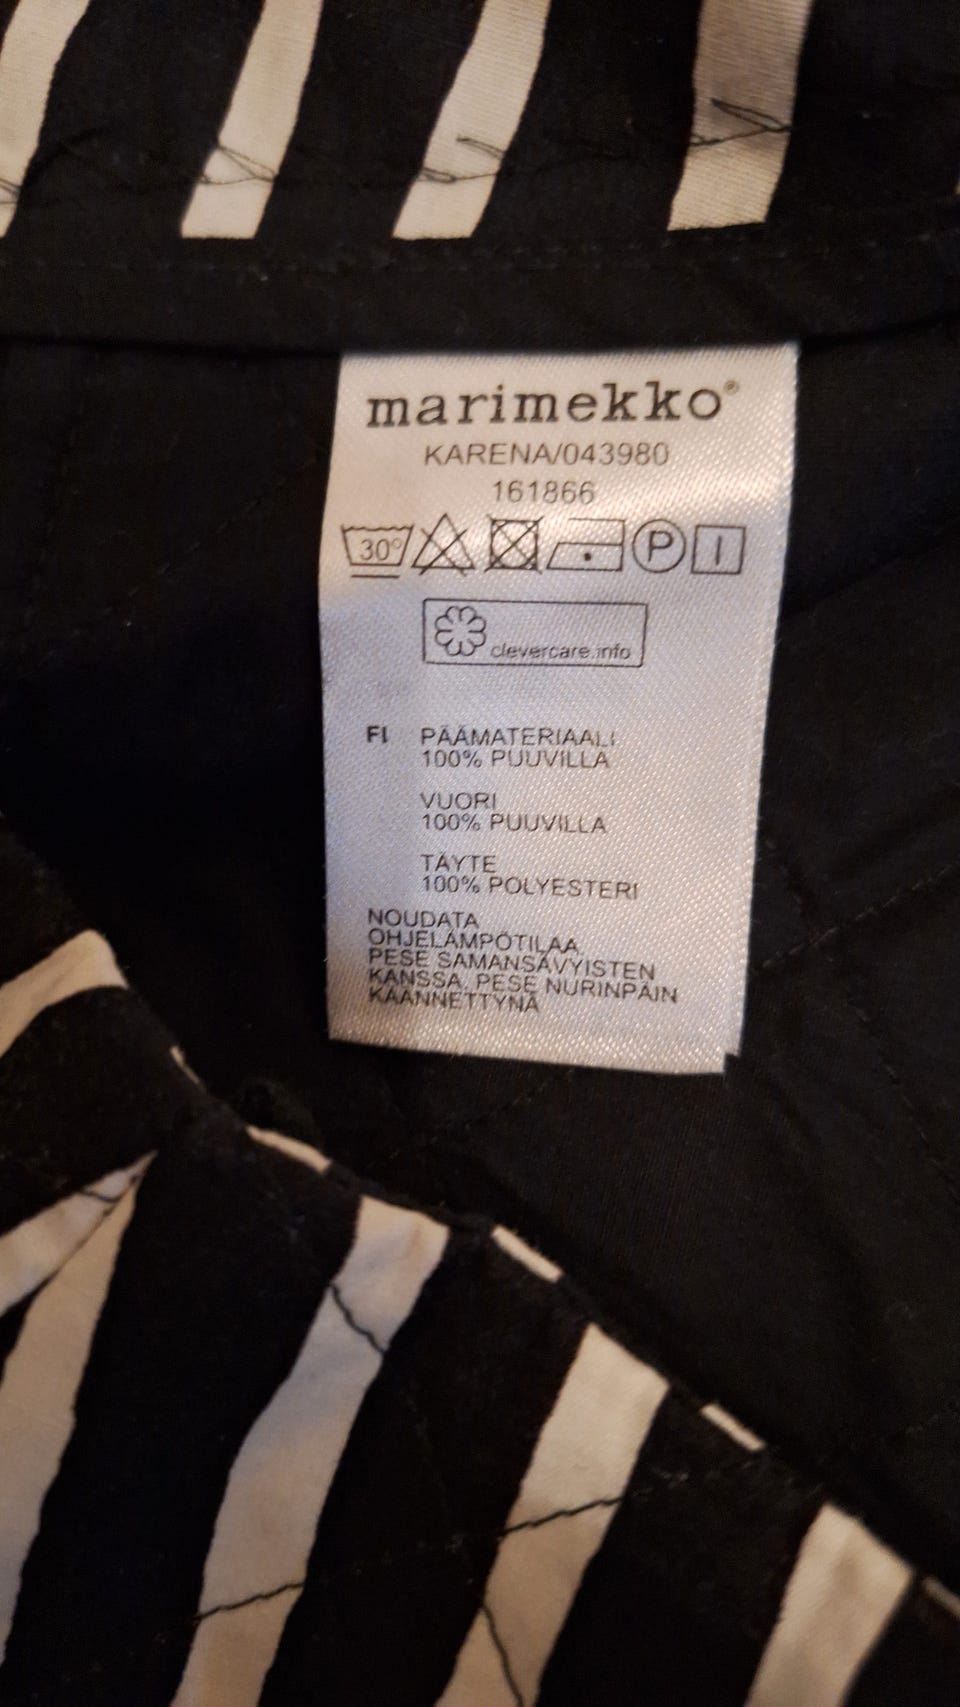 marimekko®
KARENA/043980
161866
30°
P
clevercare.info
FI PÄÄMATERIAALI
100% PUUVILLA
VUORI
100% PUUVILLA
TÄYTE
100% POLYESTERI
NOUDATA
OHJELÄMPÖTILAA
PESE SAMANSÄVYISTEN
KANSSA. PESE NURINPÄIN
KÄÄNNETTYNÄ